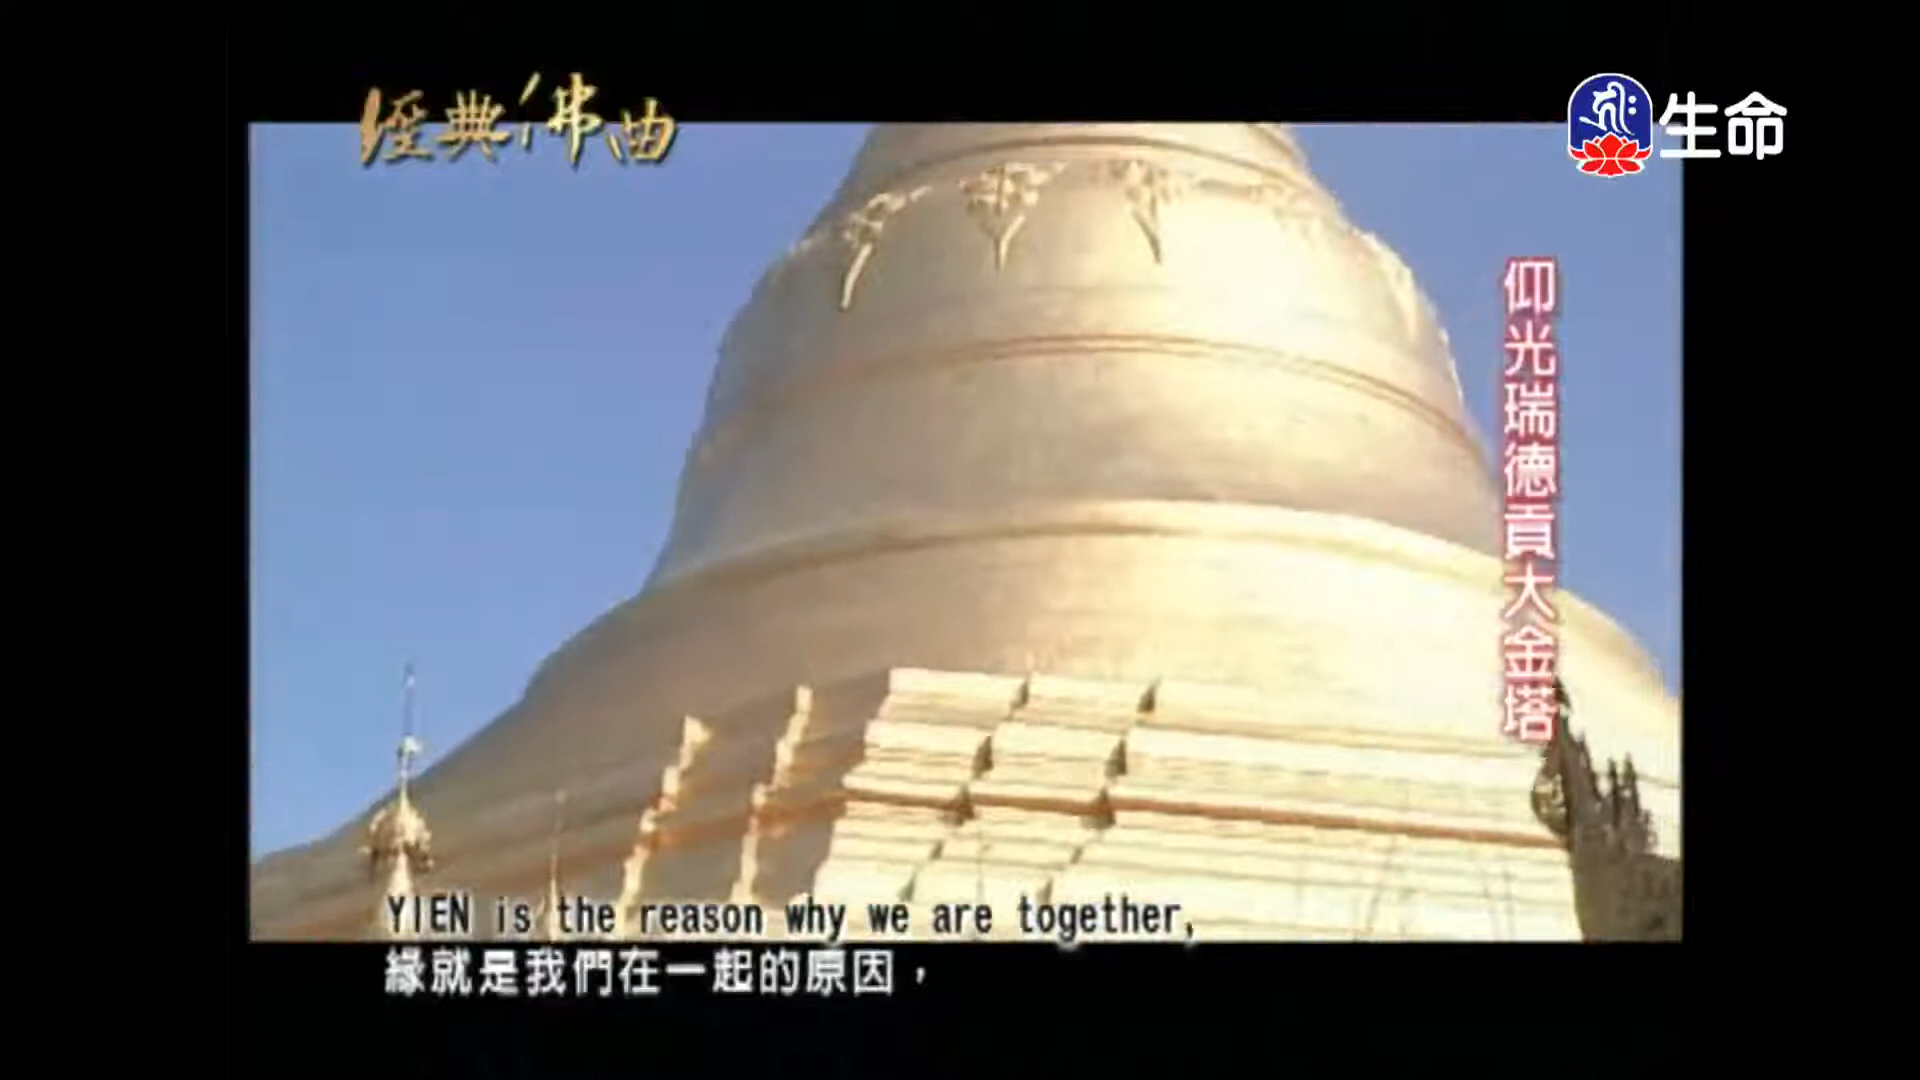 經典佛曲
生命
仰光瑞德貢大金塔
YIEN is the reason why we are together,
緣就是我們在一起的原因，